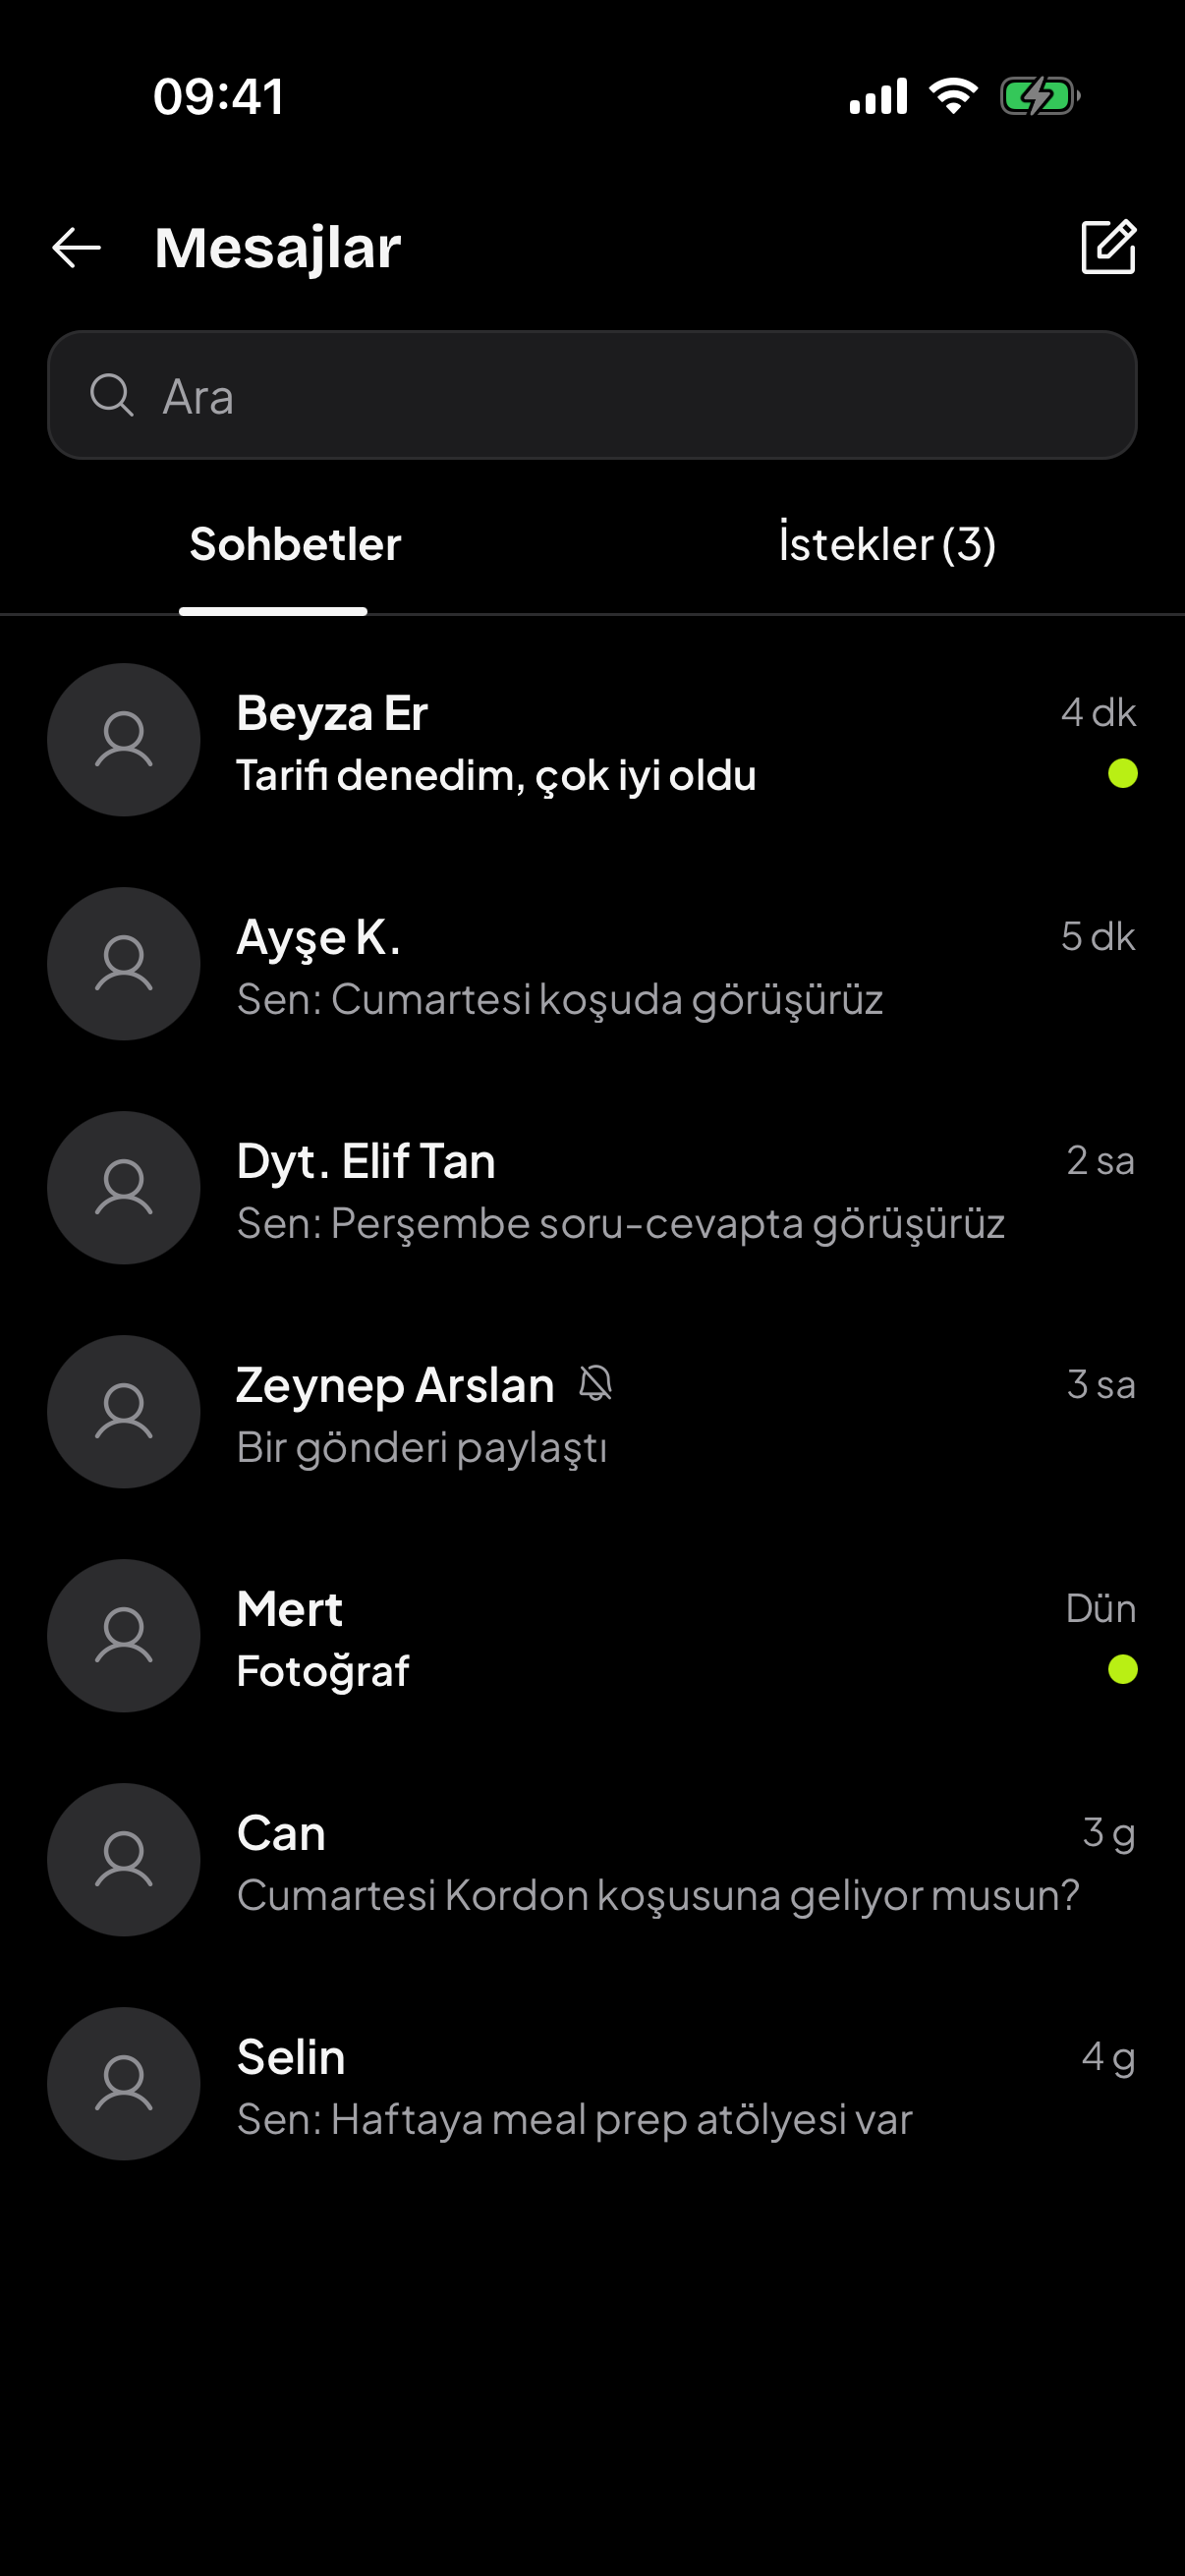 09:41
Mesajlar
Ara
Sohbetler
İstekler (3)
Beyza Er
4 dk
Tarifi denedim, çok iyi oldu
Ayşe K.
5 dk
Sen: Cumartesi koşuda görüşürüz
Dyt. Elif Tan
2 sa
Sen: Perşembe soru-cevapta görüşürüz
Zeynep Arslan
3 sa
Bir gönderi paylaştı
Mert
Dün
Fotoğraf
Can
3 g
Cumartesi Kordon koşusuna geliyor musun?
Selin
4 g
Sen: Haftaya meal prep atölyesi var